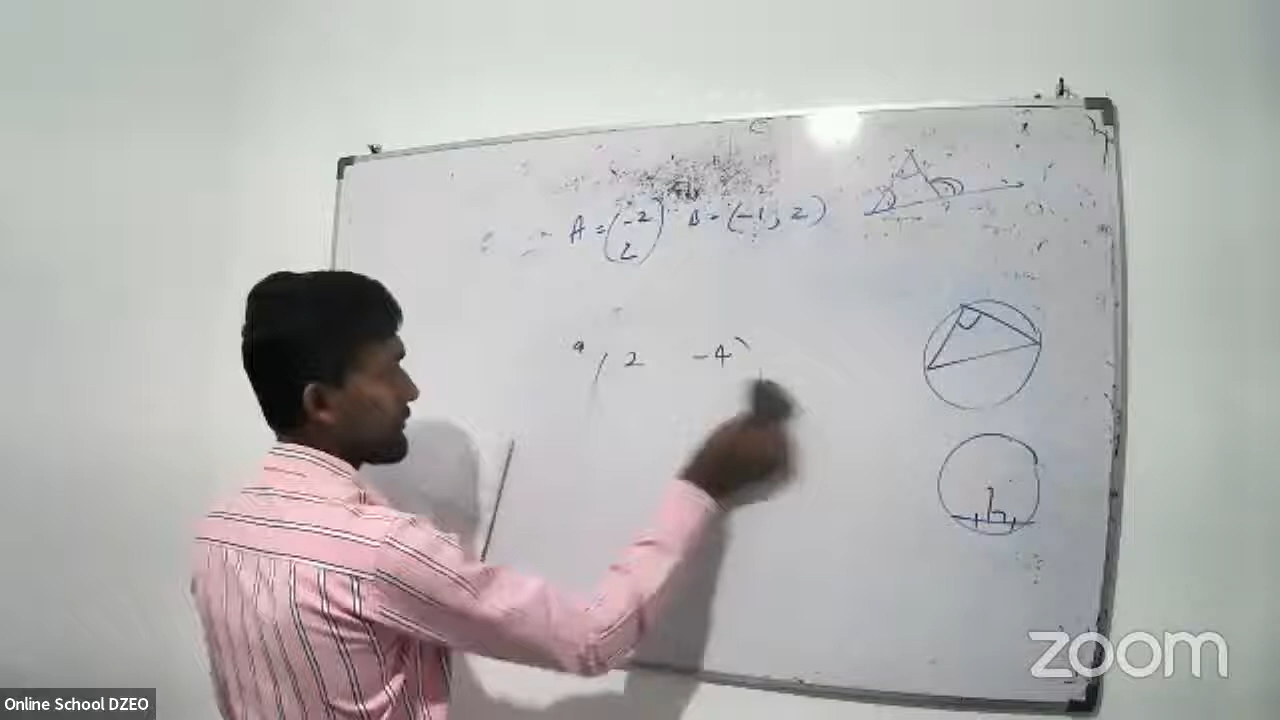 A = (-2 B = (-1, 2)
2)
2 -4
zoom
Online School DZEO